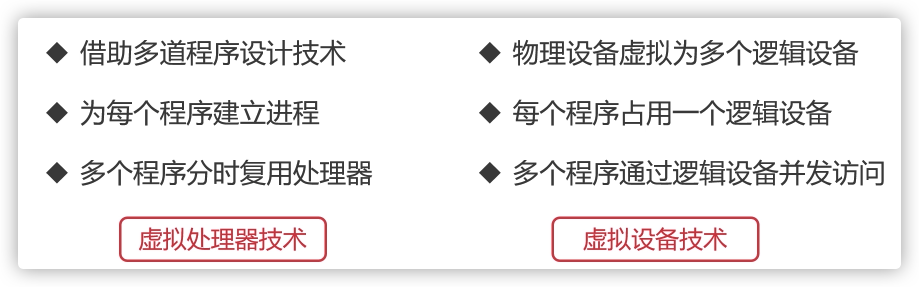 ◆ 借助多道程序设计技术
◆ 为每个程序建立进程
◆ 多个程序分时复用处理器
虚拟处理器技术
◆ 物理设备虚拟为多个逻辑设备
◆ 每个程序占用一个逻辑设备
◆ 多个程序通过逻辑设备并发访问
虚拟设备技术